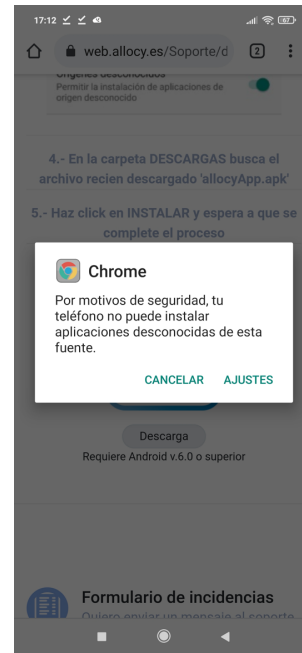 17:12
67
web.allocy.es/Soporte/d
2
Orígenes desconocidos
Permitir la instalación de aplicaciones de
origen desconocido
4.- En la carpeta DESCARGAS busca el
archivo recien descargado 'allocyApp.apk'
5.- Haz click en INSTALAR y espera a que se
complete el proceso
Chrome
Por motivos de seguridad, tu
teléfono no puede instalar
aplicaciones desconocidas de esta
fuente.
CANCELAR AJUSTES
Descarga
Requiere Android v.6.0 o superior
Formulario de incidencias
Quiero enviar un mensaje al soporte